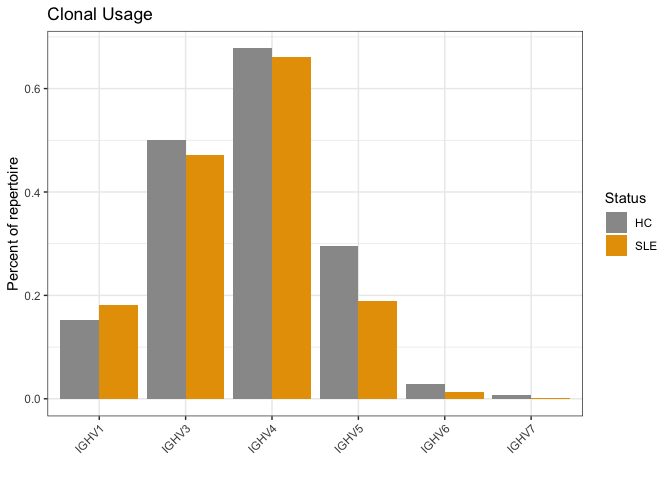 Clonal Usage
Percent of repertoire
0.6
0.4
0.2
0.0
IGHV1
IGHV3
IGHV4
IGHV5
IGHV6
IGHV7
Status
HC
SLE